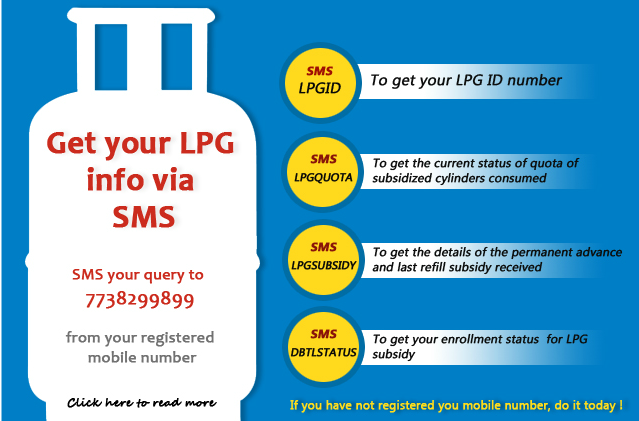 Get your LPG
info via
SMS
SMS your query to
7738299899
from your registered
mobile number
Click here to read more
SMS
LPGID
To get your LPG ID number
SMS
LPGQUOTA
To get the current status of quota of
subsidized cylinders consumed
SMS
LPGSUBSIDY
To get the details of the permanent advance
and last refill subsidy received
SMS
DBTLSTATUS
To get your enrollment status for LPG
subsidy
If you have not registered you mobile number, do it today !